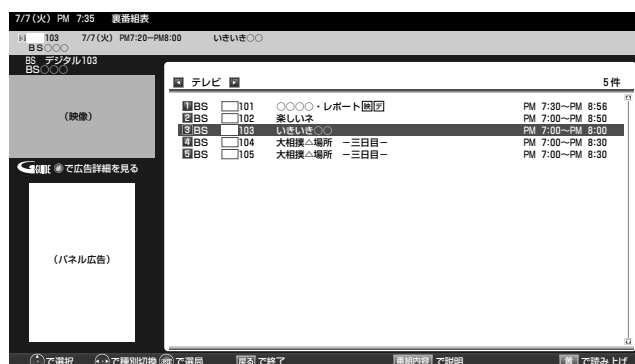 7/7(火) PM 7:35 裏番組表
3 103 7/7(火) PM7:20−PM8:00 いきいき○○
BS○○○
BS デジタル103
BS○○○
テレビ 5件
(映像)
1 BS 101 ○○○○・レポート 映 デ PM 7:30〜PM 8:56
2 BS 102 楽しいネ PM 7:00〜PM 8:50
3 BS 103 いきいき○○ PM 7:00〜PM 8:00
4 BS 104 大相撲△場所 −三日目− PM 7:00〜PM 8:30
5 BS 105 大相撲△場所 −三日目− PM 7:00〜PM 8:30
GGUIDE で広告詳細を見る
(パネル広告)
で選択 で種別切換 決定 で選局 戻る で終了 番組内容 で説明 黄 で読み上げ